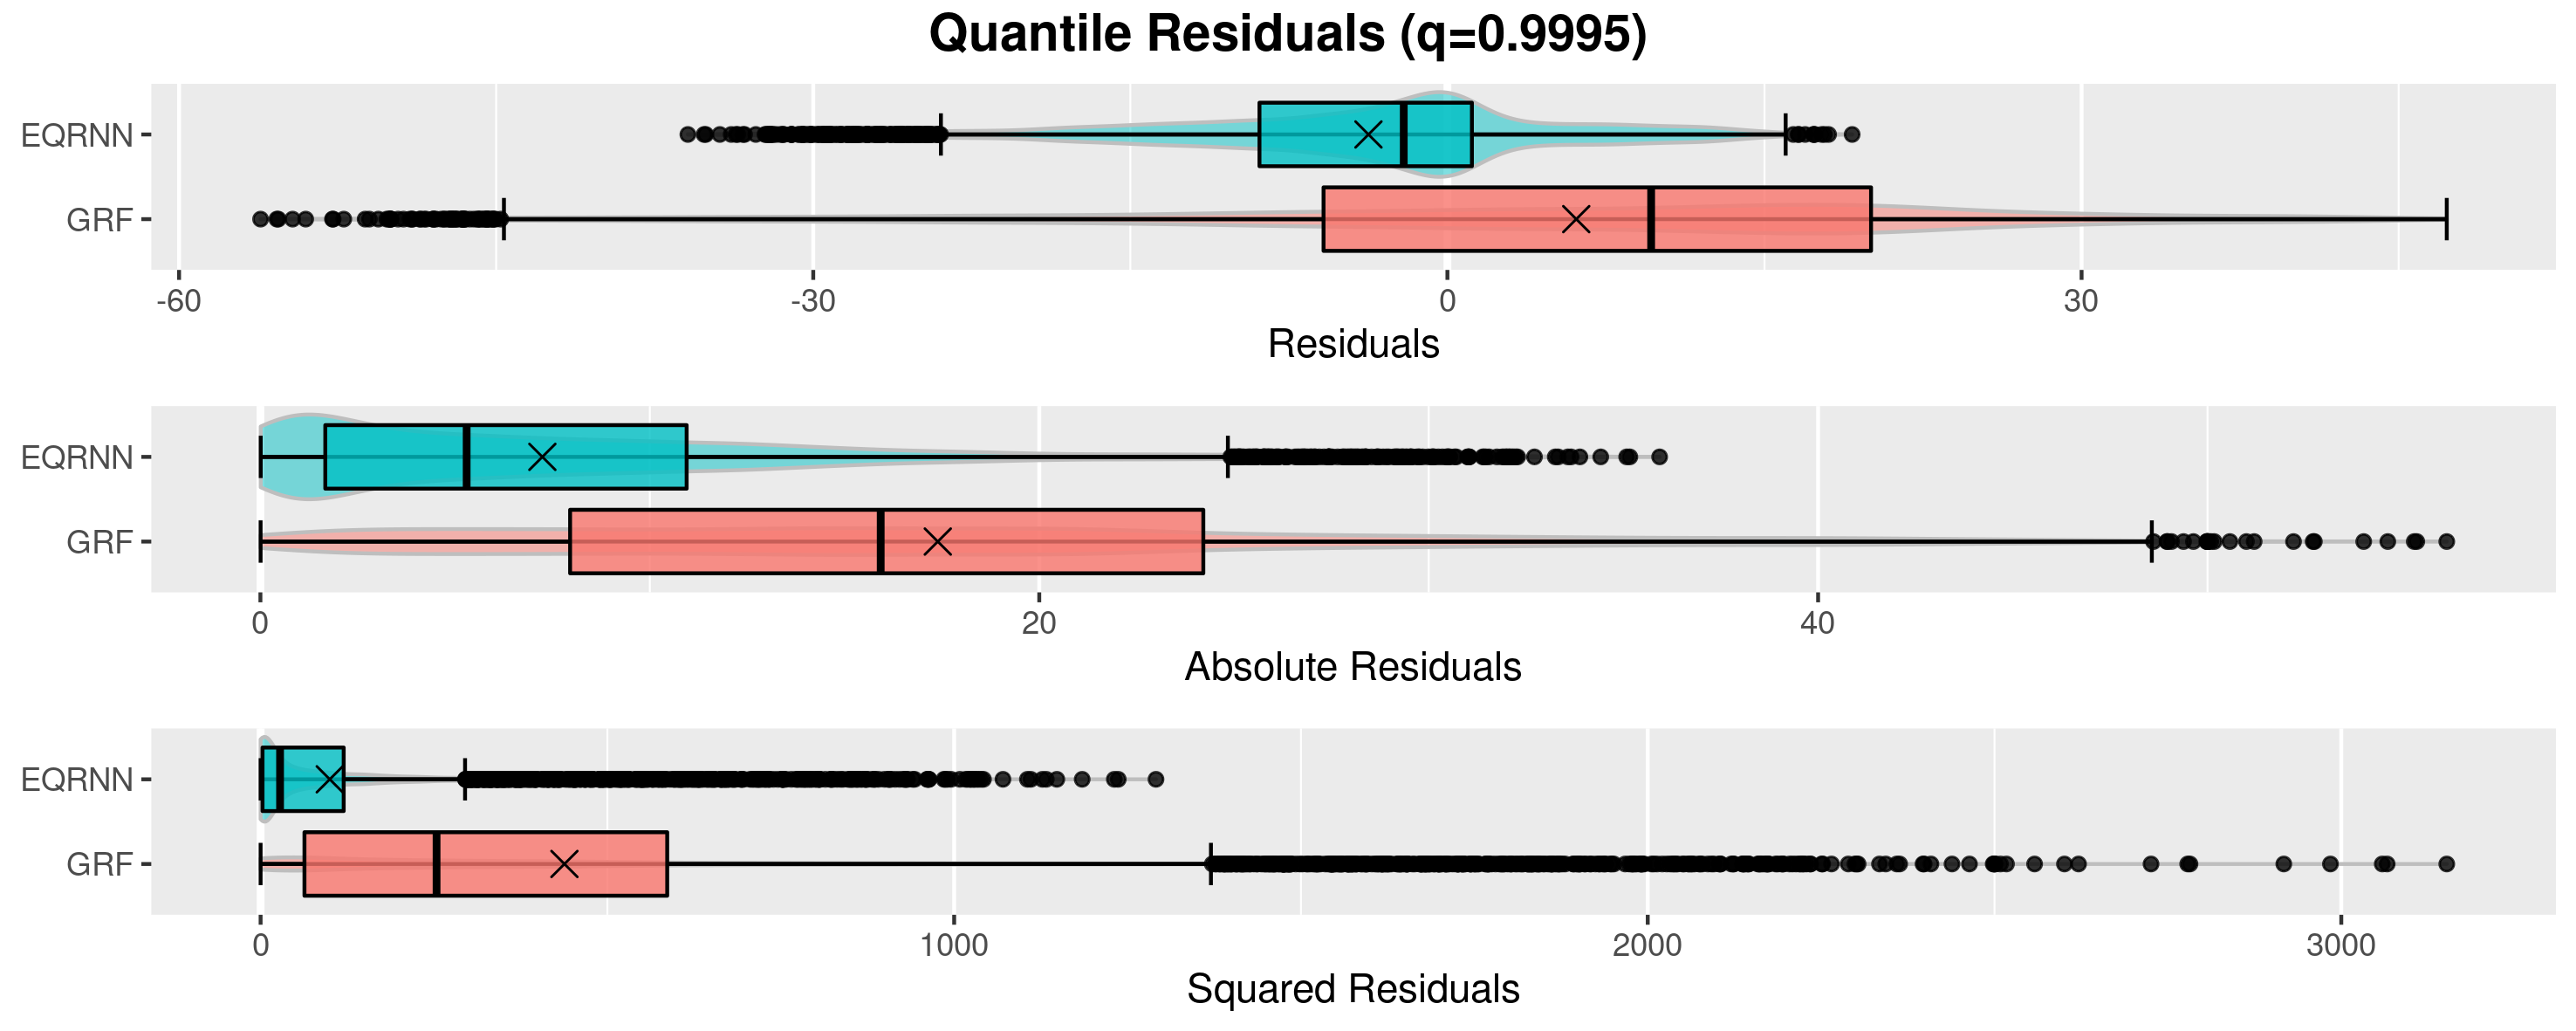 Quantile Residuals (q=0.9995)
EQRNN
GRF
-60 -30 0 30
Residuals
EQRNN
GRF
0 20 40
Absolute Residuals
EQRNN
GRF
0 1000 2000 3000
Squared Residuals